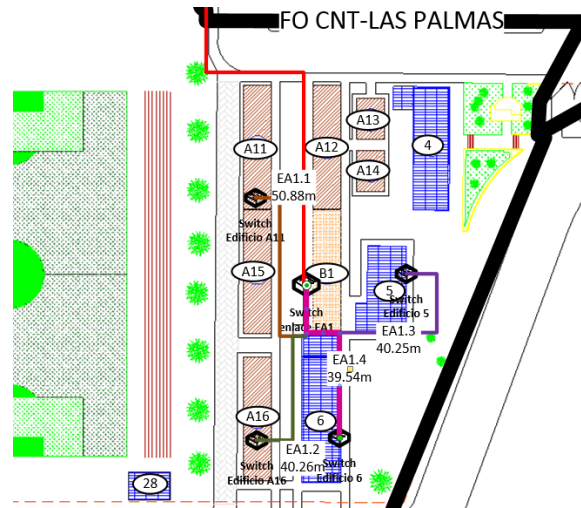 FO CNT-LAS PALMAS
A13
4
A11
A12
A14
EA1.1
50.88m
Switch
Edificio A11
A15
B1
5
Switch
Edificio 5
Switch
enlace EA1
EA1.3
40.25m
EA1.4
39.54m
A16
6
EA1.2
40.26m
Switch
Edificio A16
Switch
Edificio 6
28